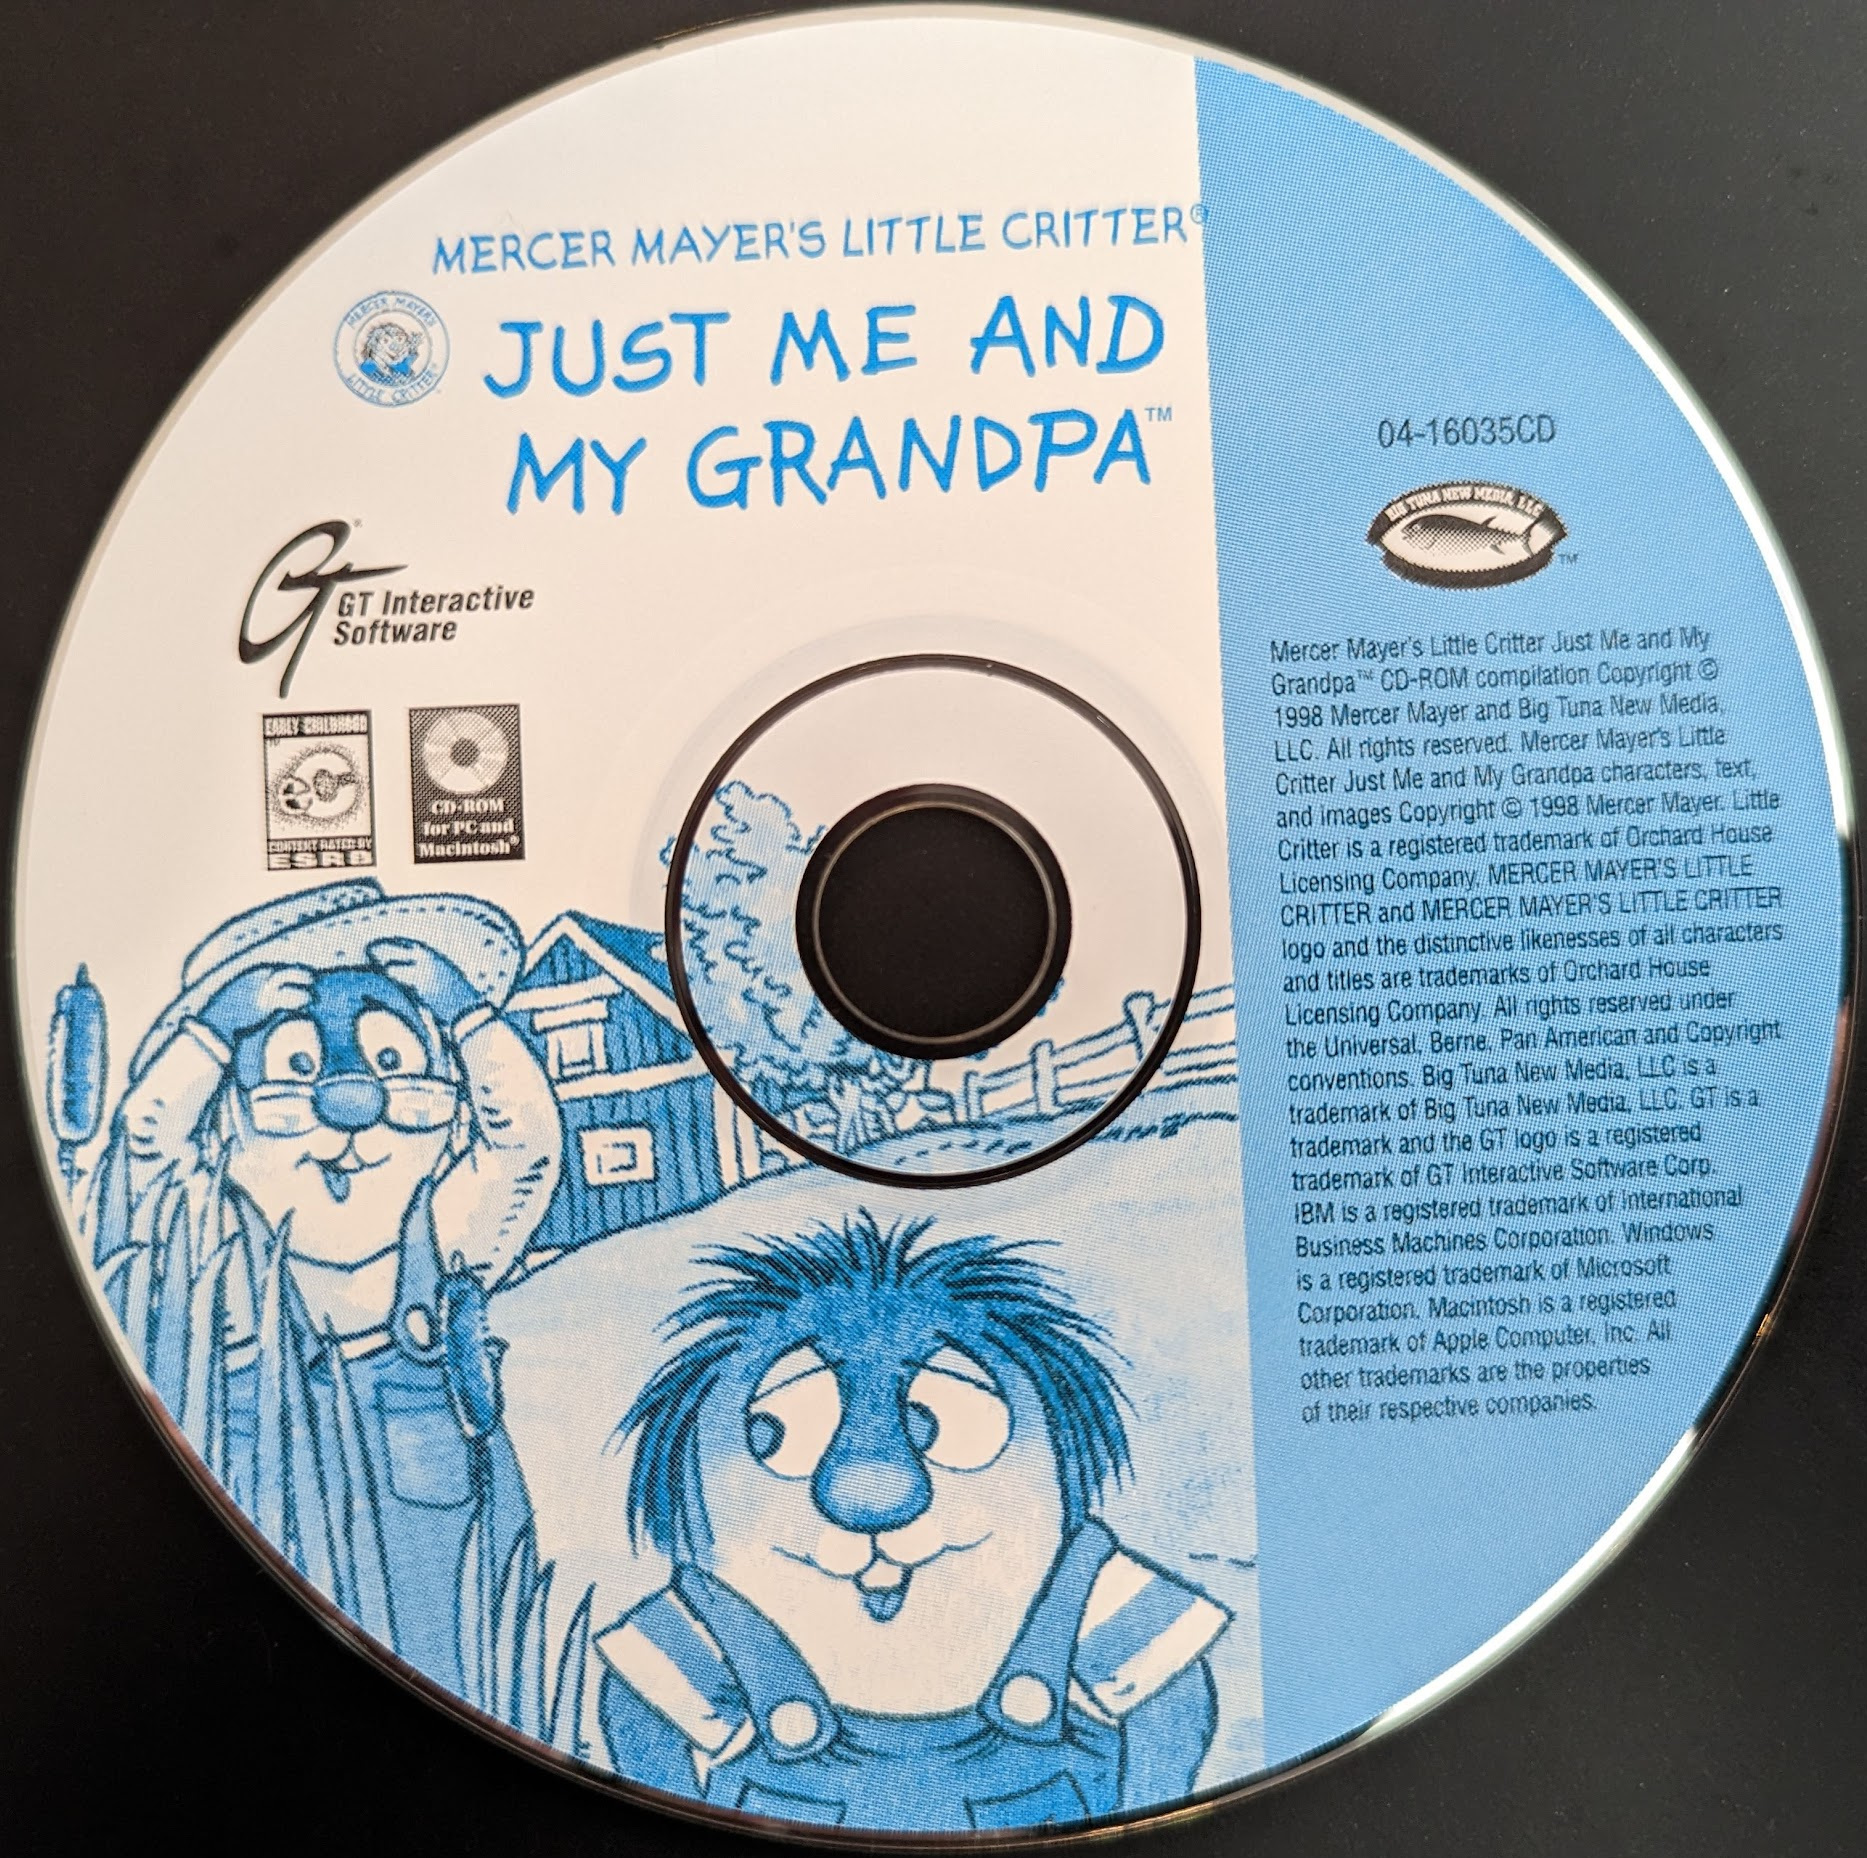 MERCER MAYER'S LITTLE CRITTER®
MERCER MAYER'S
LITTLE CRITTER®
JUST ME AND
MY GRANDPA™
GT Interactive
Software
EARLY CHILDHOOD
eC
CONTENT RATED BY
ESRB
CD-ROM
for PC and
Macintosh®
04-16035CD
BIG TUNA NEW MEDIA, LLC
™
Mercer Mayer's Little Critter Just Me and My
Grandpa™ CD-ROM compilation Copyright ©
1998 Mercer Mayer and Big Tuna New Media,
LLC. All rights reserved. Mercer Mayer's Little
Critter Just Me and My Grandpa characters, text,
and images Copyright © 1998 Mercer Mayer. Little
Critter is a registered trademark of Orchard House
Licensing Company. MERCER MAYER'S LITTLE
CRITTER and MERCER MAYER'S LITTLE CRITTER
logo and the distinctive likenesses of all characters
and titles are trademarks of Orchard House
Licensing Company. All rights reserved under
the Universal, Berne, Pan American and Copyright
conventions. Big Tuna New Media, LLC is a
trademark of Big Tuna New Media, LLC. GT is a
trademark and the GT logo is a registered
trademark of GT Interactive Software Corp.
IBM is a registered trademark of International
Business Machines Corporation. Windows
is a registered trademark of Microsoft
Corporation. Macintosh is a registered
trademark of Apple Computer, Inc. All
other trademarks are the properties
of their respective companies.